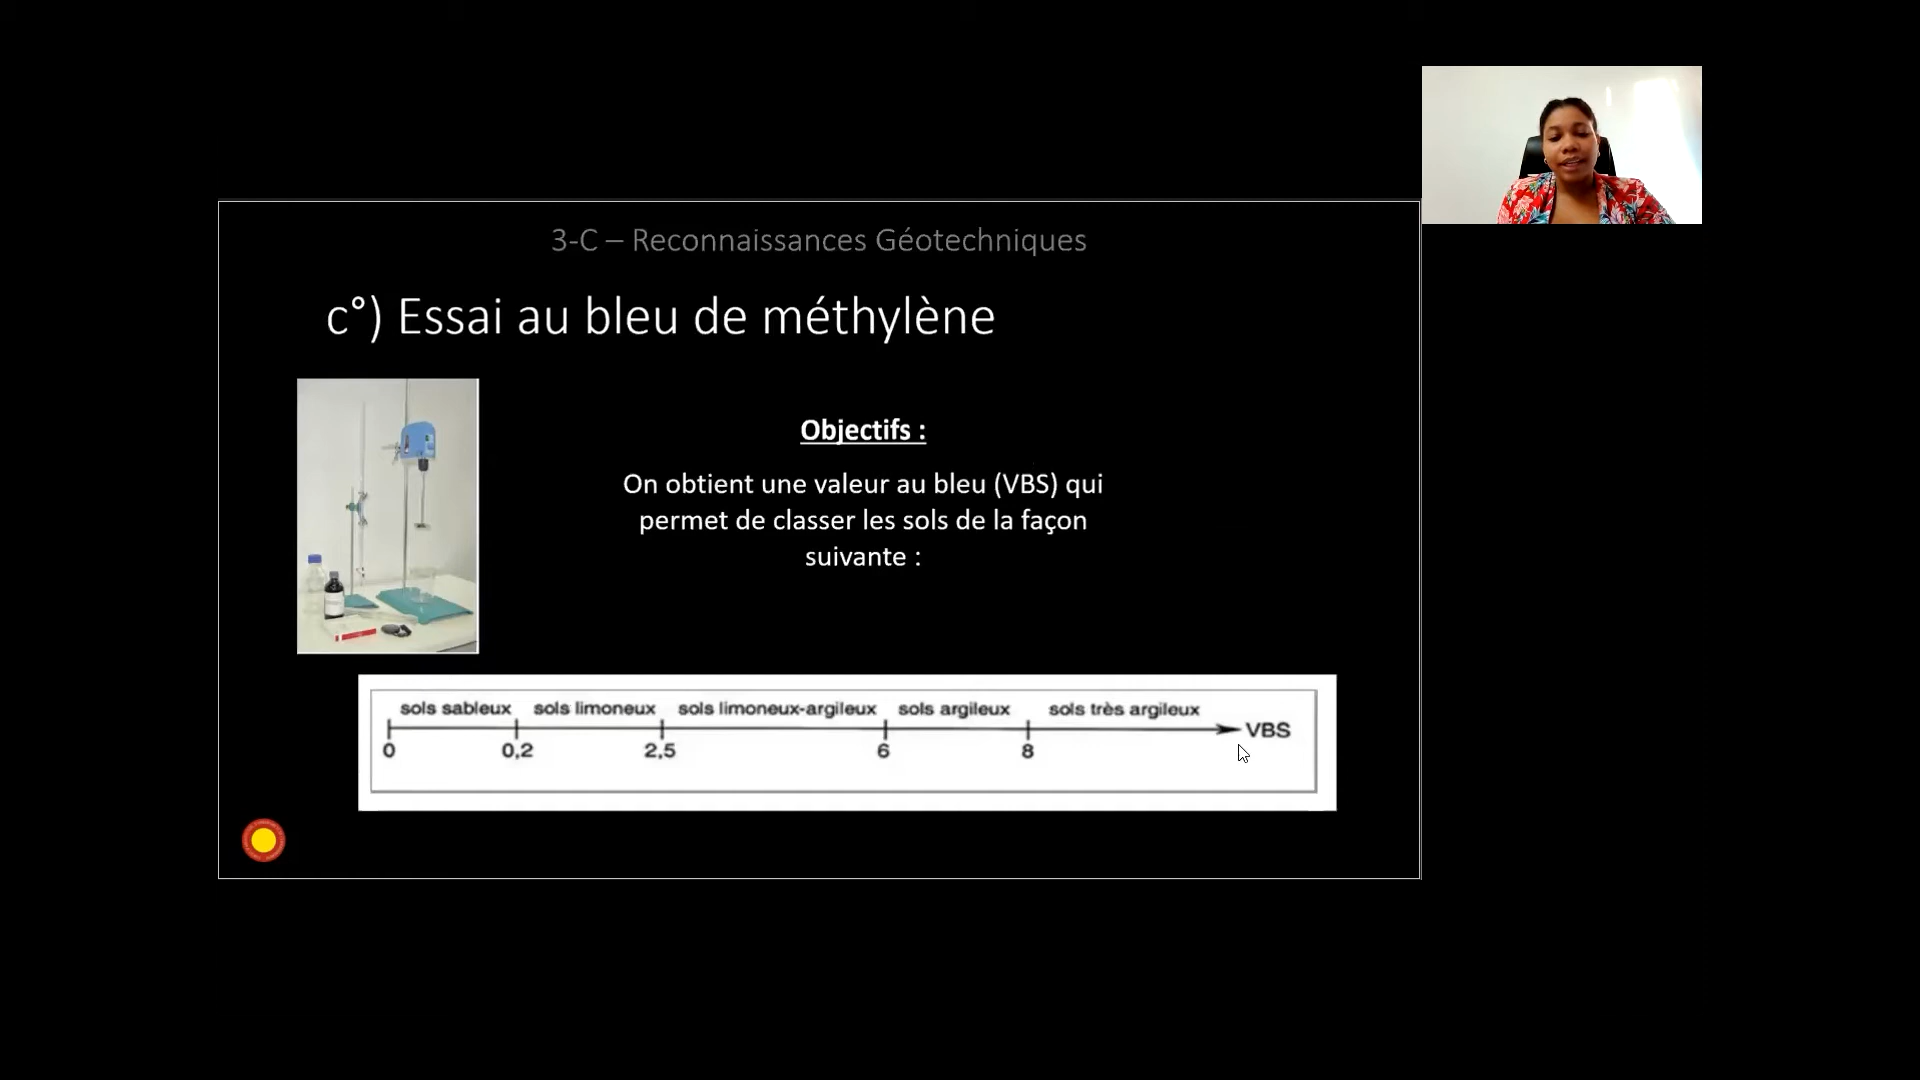 3-C – Reconnaissances Géotechniques
c°) Essai au bleu de méthylène
Objectifs :
On obtient une valeur au bleu (VBS) qui
permet de classer les sols de la façon
suivante :
sols sableux sols limoneux sols limoneux-argileux sols argileux sols très argileux
VBS
0 0,2 2,5 6 8